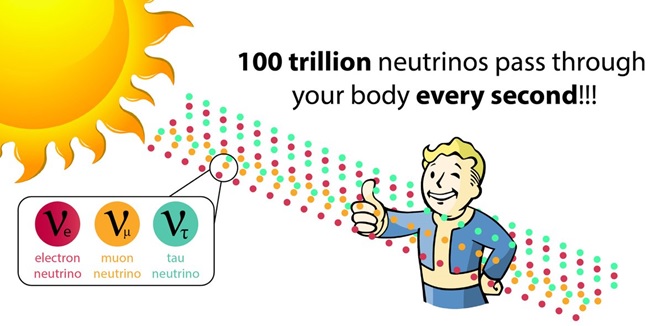 100 trillion neutrinos pass through
your body every second!!!
νe νμ ντ
electron muon tau
neutrino neutrino neutrino